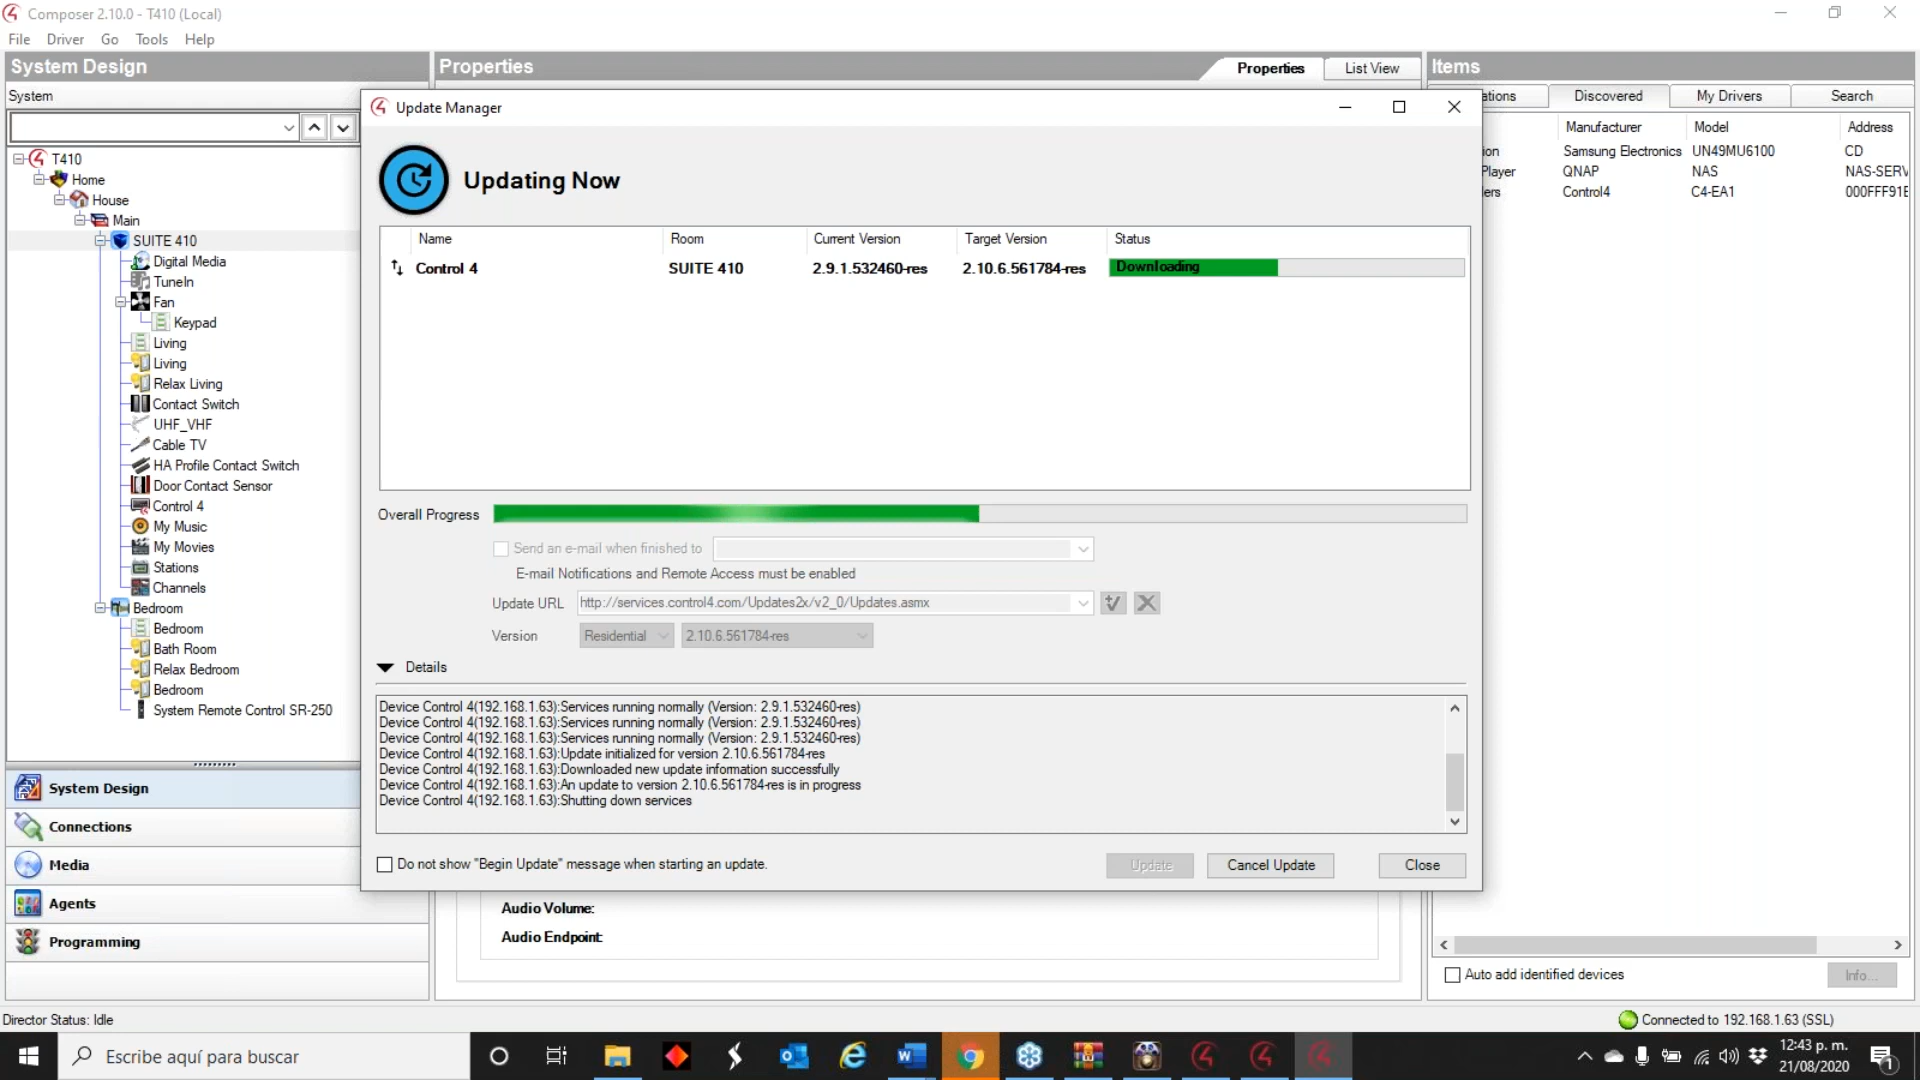 Composer 2.10.0 - T410 (Local)
File Driver Go Tools Help
System Design
Properties
Properties
List View
Items
System
T410
Home
House
Main
SUITE 410
Digital Media
TuneIn
Fan
Keypad
Living
Living
Relax Living
Contact Switch
UHF_VHF
Cable TV
HA Profile Contact Switch
Door Contact Sensor
Control 4
My Music
My Movies
Stations
Channels
Bedroom
Bedroom
Bath Room
Relax Bedroom
Bedroom
System Remote Control SR-250
System Design
Connections
Media
Agents
Programming
Update Manager
Updating Now
Name Room Current Version Target Version Status
Control 4 SUITE 410 2.9.1.532460-res 2.10.6.561784-res Downloading
Overall Progress
Send an e-mail when finished to
E-mail Notifications and Remote Access must be enabled
Update URL http://services.control4.com/Updates2x/v2_0/Updates.asmx
Version Residential 2.10.6.561784-res
Details
Device Control 4(192.168.1.63):Services running normally (Version: 2.9.1.532460-res)
Device Control 4(192.168.1.63):Services running normally (Version: 2.9.1.532460-res)
Device Control 4(192.168.1.63):Services running normally (Version: 2.9.1.532460-res)
Device Control 4(192.168.1.63):Update initialized for version 2.10.6.561784-res
Device Control 4(192.168.1.63):Downloaded new update information successfully
Device Control 4(192.168.1.63):An update to version 2.10.6.561784-res is in progress
Device Control 4(192.168.1.63):Shutting down services
Do not show "Begin Update" message when starting an update.
Update
Cancel Update
Close
Audio Volume:
Audio Endpoint:
ations Discovered My Drivers Search
Manufacturer Model Address
ion Samsung Electronics UN49MU6100 CD
Player QNAP NAS NAS-SERV
ers Control4 C4-EA1 000FFF91E
Auto add identified devices
Info...
Director Status: Idle
Connected to 192.168.1.63 (SSL)
Escribe aquí para buscar
12:43 p. m.
21/08/2020
1